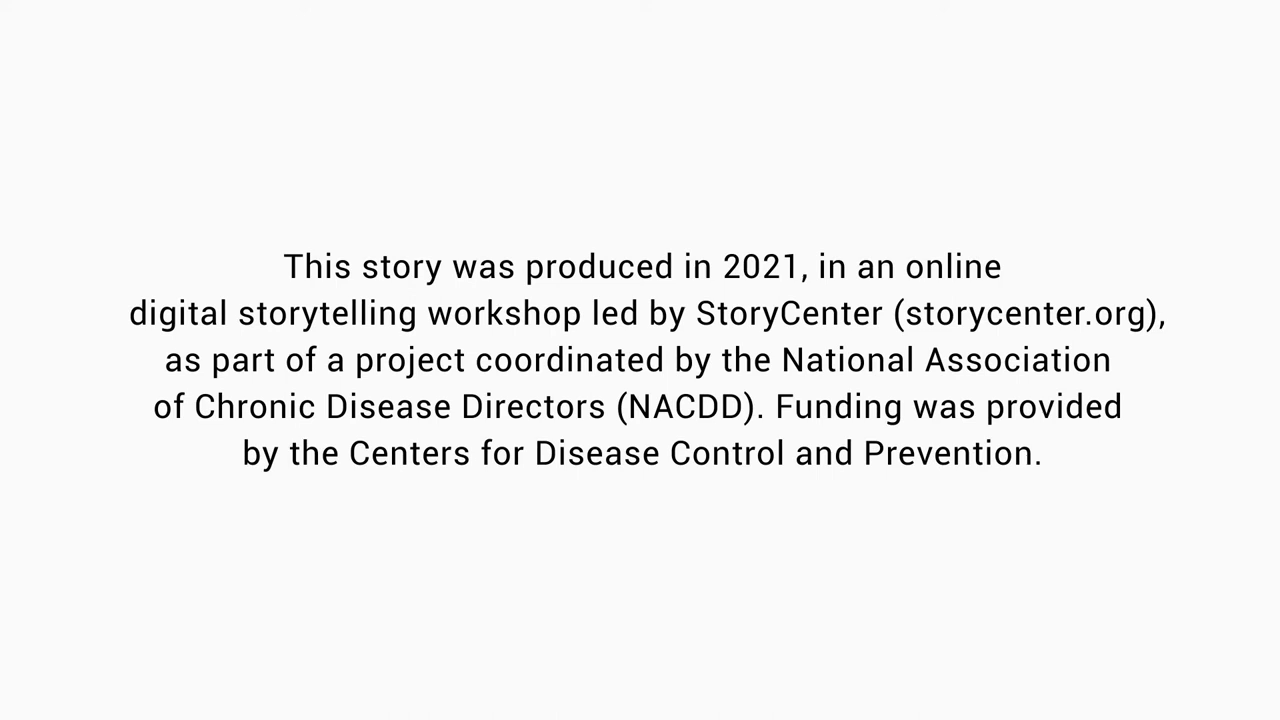 This story was produced in 2021, in an online
digital storytelling workshop led by StoryCenter (storycenter.org),
as part of a project coordinated by the National Association
of Chronic Disease Directors (NACDD). Funding was provided
by the Centers for Disease Control and Prevention.